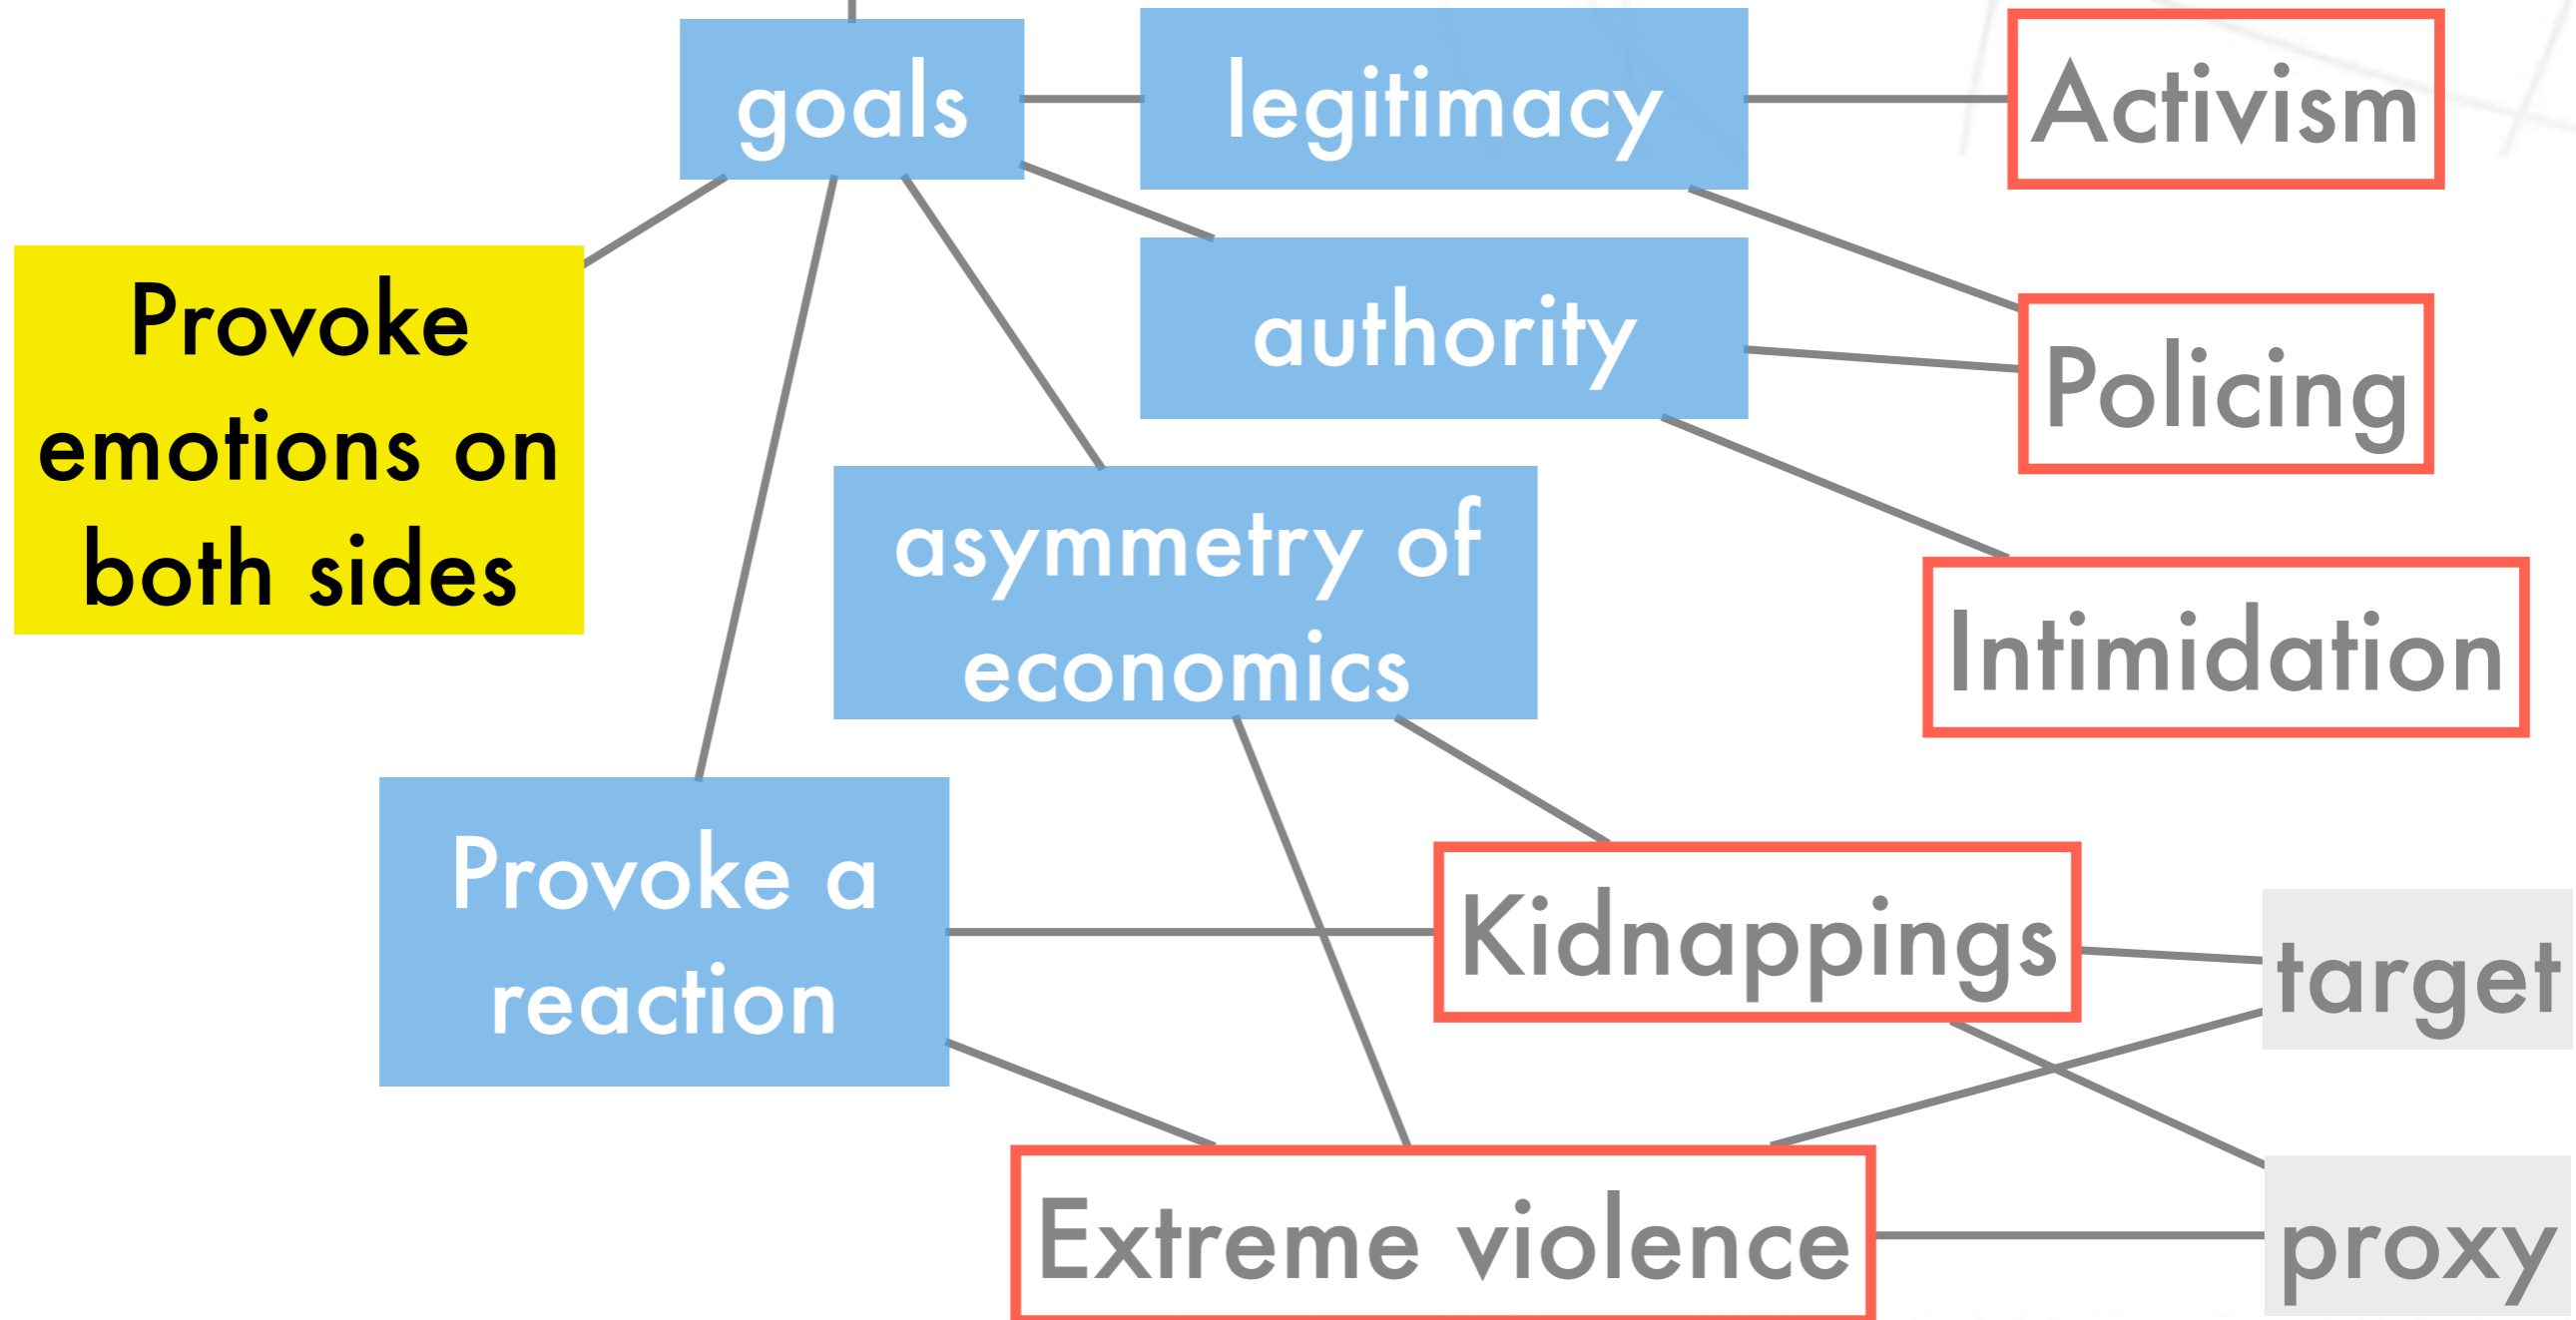 goals
legitimacy
Activism
Provoke
emotions on
both sides
authority
Policing
asymmetry of
economics
Intimidation
Provoke a
reaction
Kidnappings
target
Extreme violence
proxy